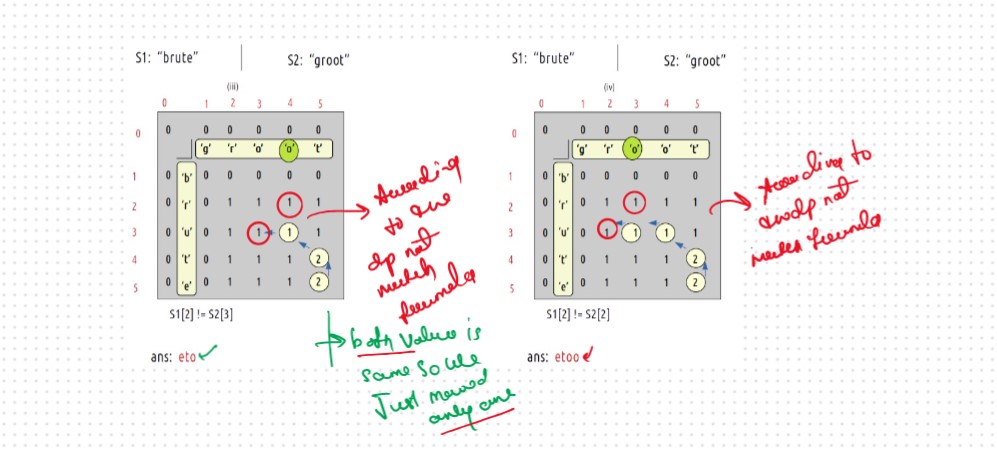 S1: "brute" S2: "groot"
(iii)
0 1 2 3 4 5
0 0 0 0 0 0 0
'g' 'r' 'o' 'o' 't'
1 0 'b' 0 0 0 0 0
2 0 'r' 0 1 1 1 1
3 0 'u' 0 1 1 1 1
4 0 't' 0 1 1 1 2
5 0 'e' 0 1 1 1 2
S1[2] != S2[3]
ans: eto
According
to our
dp not
match
formula
both value is
same so we
Just moved
only one
S1: "brute" S2: "groot"
(iv)
0 1 2 3 4 5
0 0 0 0 0 0 0
'g' 'r' 'o' 'o' 't'
1 0 'b' 0 0 0 0 0
2 0 'r' 0 1 1 1 1
3 0 'u' 0 1 1 1 1
4 0 't' 0 1 1 1 2
5 0 'e' 0 1 1 1 2
S1[2] != S2[2]
ans: etoo
According to
our dp not
match formula